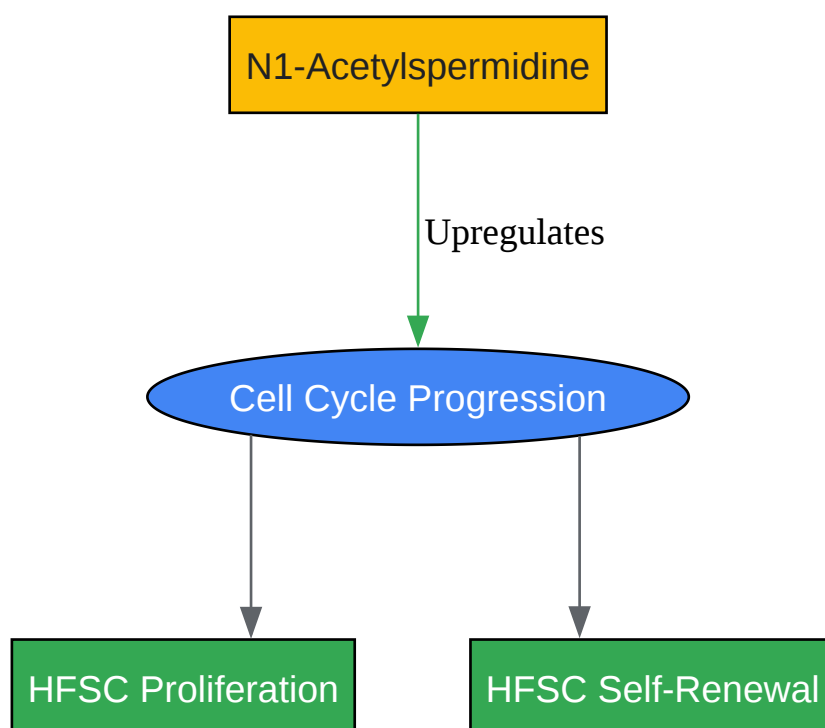 N1-Acetylspermidine
Upregulates
Cell Cycle Progression
HFSC Proliferation
HFSC Self-Renewal